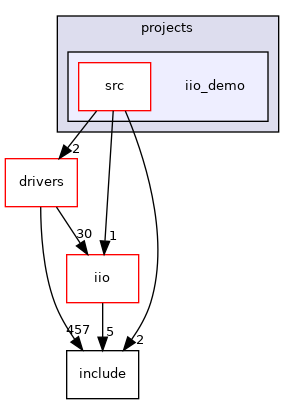 projects
src
iio_demo
2
drivers
30
1
iio
457
5
2
include